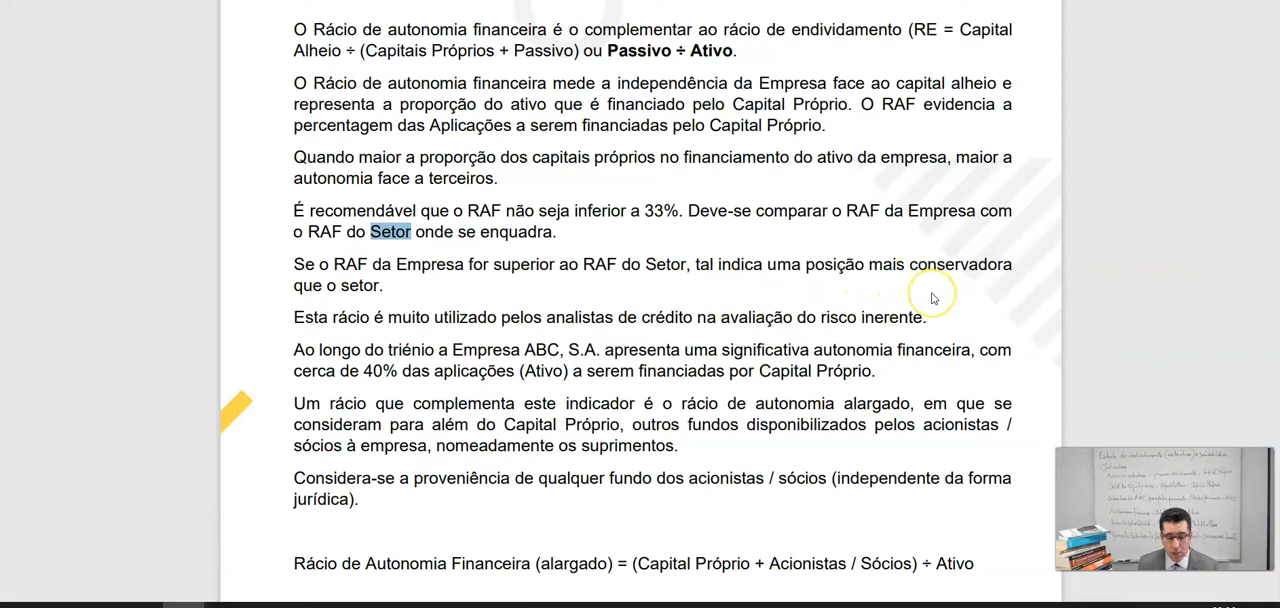 O Rácio de autonomia financeira é o complementar ao rácio de endividamento (RE = Capital
Alheio ÷ (Capitais Próprios + Passivo) ou Passivo ÷ Ativo.
O Rácio de autonomia financeira mede a independência da Empresa face ao capital alheio e
representa a proporção do ativo que é financiado pelo Capital Próprio. O RAF evidencia a
percentagem das Aplicações a serem financiadas pelo Capital Próprio.
Quando maior a proporção dos capitais próprios no financiamento do ativo da empresa, maior a
autonomia face a terceiros.
É recomendável que o RAF não seja inferior a 33%. Deve-se comparar o RAF da Empresa com
o RAF do Setor onde se enquadra.
Se o RAF da Empresa for superior ao RAF do Setor, tal indica uma posição mais conservadora
que o setor.
Esta rácio é muito utilizado pelos analistas de crédito na avaliação do risco inerente.
Ao longo do triénio a Empresa ABC, S.A. apresenta uma significativa autonomia financeira, com
cerca de 40% das aplicações (Ativo) a serem financiadas por Capital Próprio.
Um rácio que complementa este indicador é o rácio de autonomia alargado, em que se
consideram para além do Capital Próprio, outros fundos disponibilizados pelos acionistas /
sócios à empresa, nomeadamente os suprimentos.
Considera-se a proveniência de qualquer fundo dos acionistas / sócios (independente da forma
jurídica).
Rácio de Autonomia Financeira (alargado) = (Capital Próprio + Acionistas / Sócios) ÷ Ativo